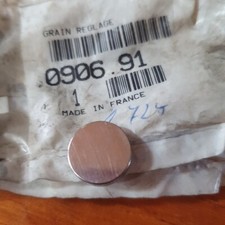 GRAIN REGLAGE
0906.91
1
MADE IN FRANCE